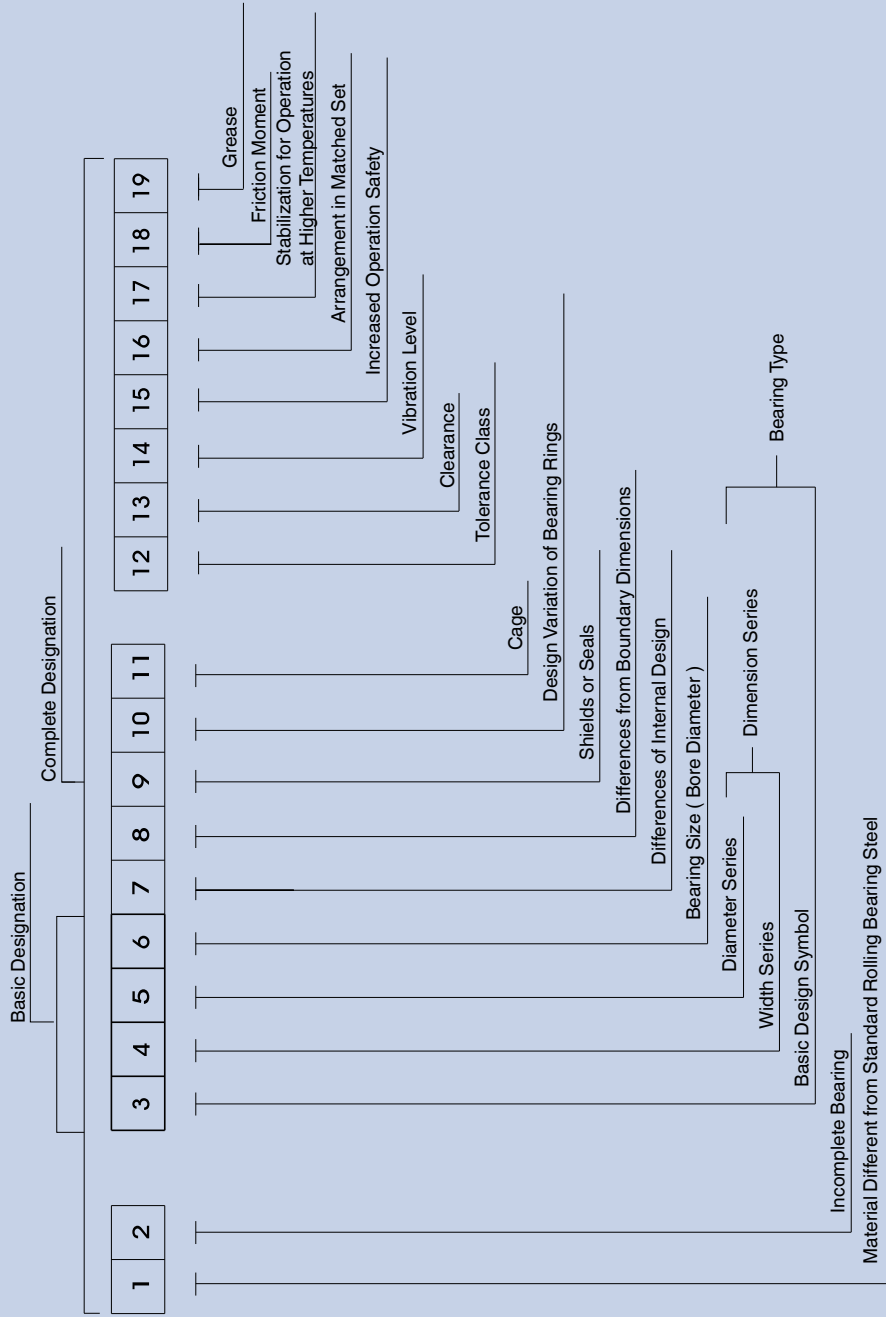 Basic Designation
Complete Designation
1 2 3 4 5 6 7 8 9 10 11 12 13 14 15 16 17 18 19
Grease
Friction Moment
Stabilization for Operation
at Higher Temperatures
Arrangement in Matched Set
Increased Operation Safety
Vibration Level
Clearance
Tolerance Class
Cage
Design Variation of Bearing Rings
Shields or Seals
Differences from Boundary Dimensions
Differences of Internal Design
Bearing Size ( Bore Diameter )
Diameter Series
Dimension Series
Width Series
Bearing Type
Basic Design Symbol
Incomplete Bearing
Material Different from Standard Rolling Bearing Steel